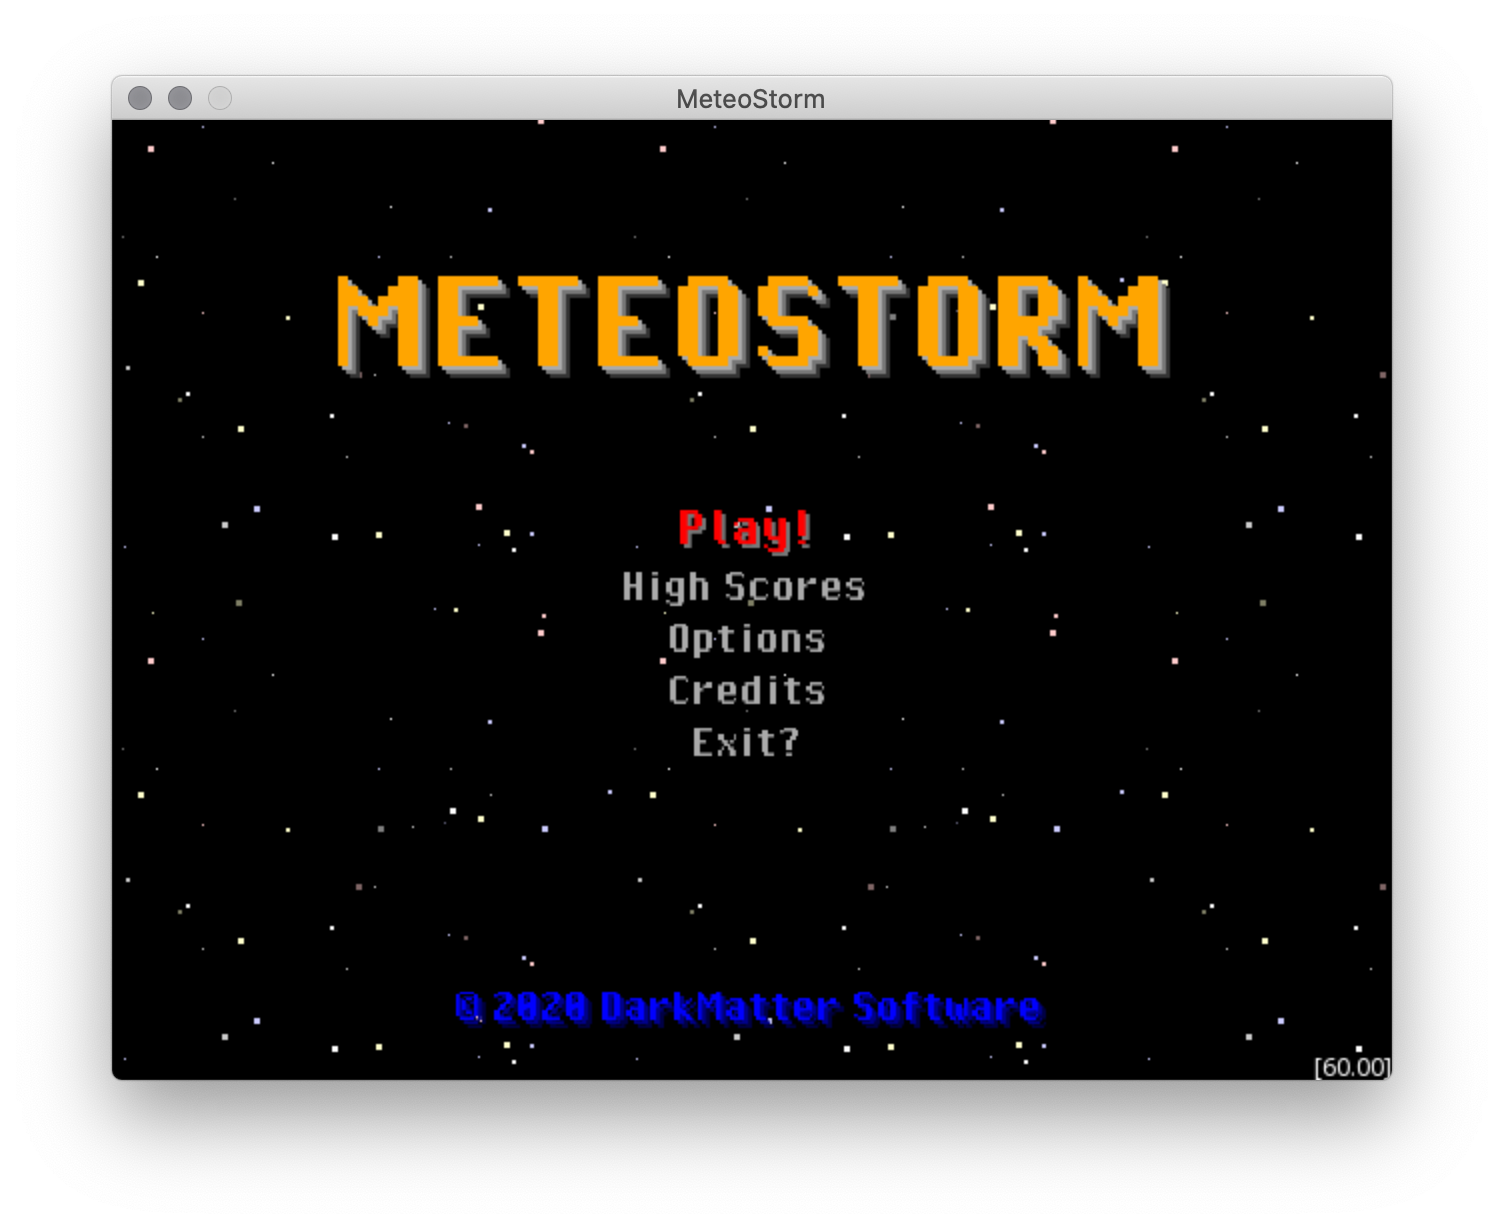 MeteoStorm
METEOSTORM
Play!
High Scores
Options
Credits
Exit?
© 2020 DarkMatter Software
[60.00]